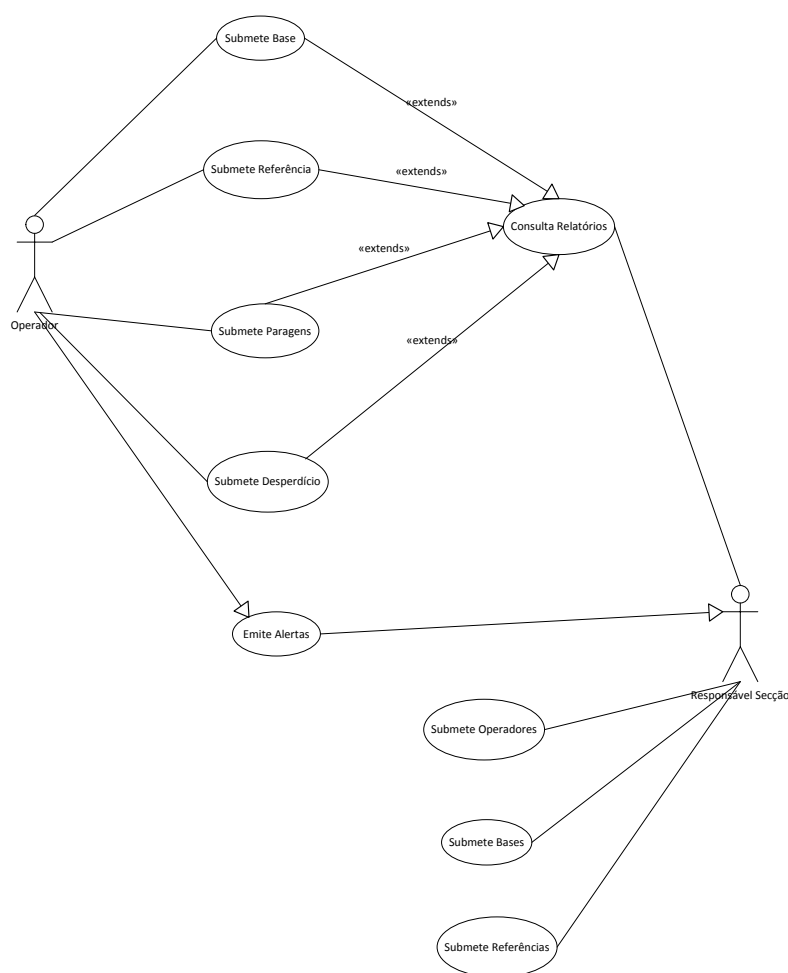 Submete Base
«extends»
Submete Referência
«extends»
Consulta Relatórios
«extends»
Operador
Submete Paragens
«extends»
Submete Desperdício
Emite Alertas
Responsável Secção
Submete Operadores
Submete Bases
Submete Referências